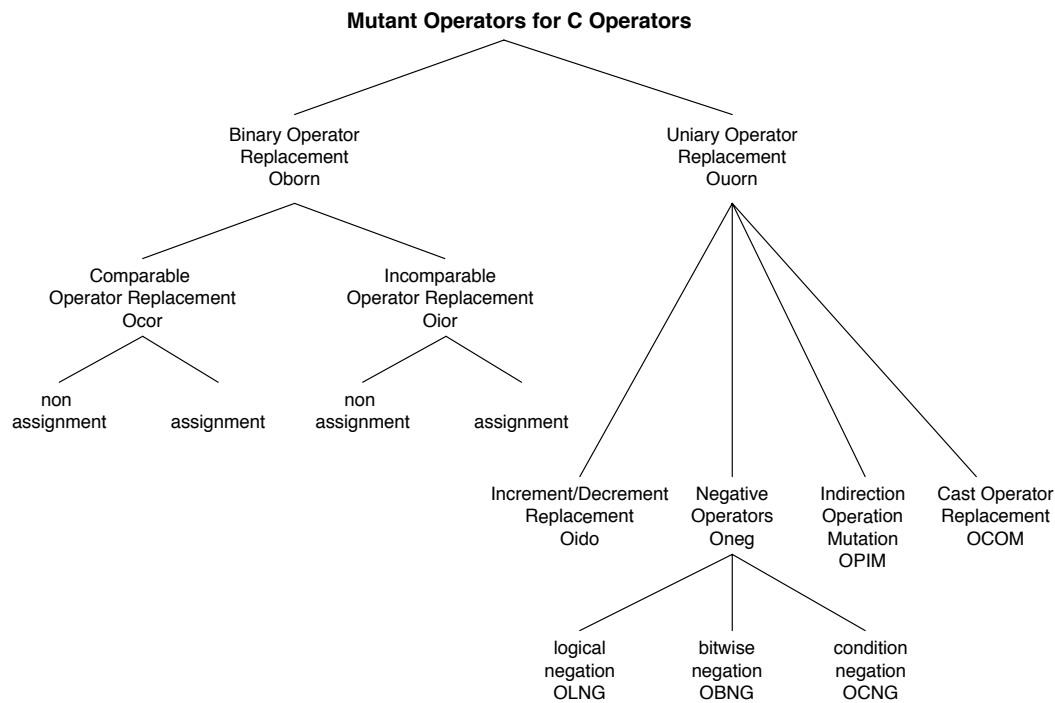 Mutant Operators for C Operators
Binary Operator
Replacement
Oborn
Uniary Operator
Replacement
Ouorn
Comparable
Operator Replacement
Ocor
Incomparable
Operator Replacement
Oior
non
assignment
assignment
non
assignment
assignment
Increment/Decrement
Replacement
Oido
Negative
Operators
Oneg
Indirection
Operation
Mutation
OPIM
Cast Operator
Replacement
OCOM
logical
negation
OLNG
bitwise
negation
OBNG
condition
negation
OCNG